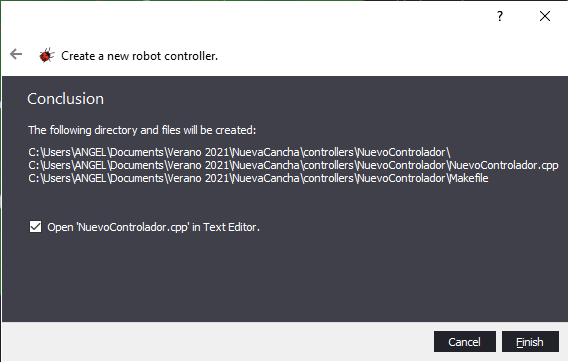 ?
Create a new robot controller.
Conclusion
The following directory and files will be created:
C:\Users\ANGEL\Documents\Verano 2021\NuevaCancha\controllers\NuevoControlador\
C:\Users\ANGEL\Documents\Verano 2021\NuevaCancha\controllers\NuevoControlador\NuevoControlador.cpp
C:\Users\ANGEL\Documents\Verano 2021\NuevaCancha\controllers\NuevoControlador\Makefile
Open 'NuevoControlador.cpp' in Text Editor.
Cancel Finish